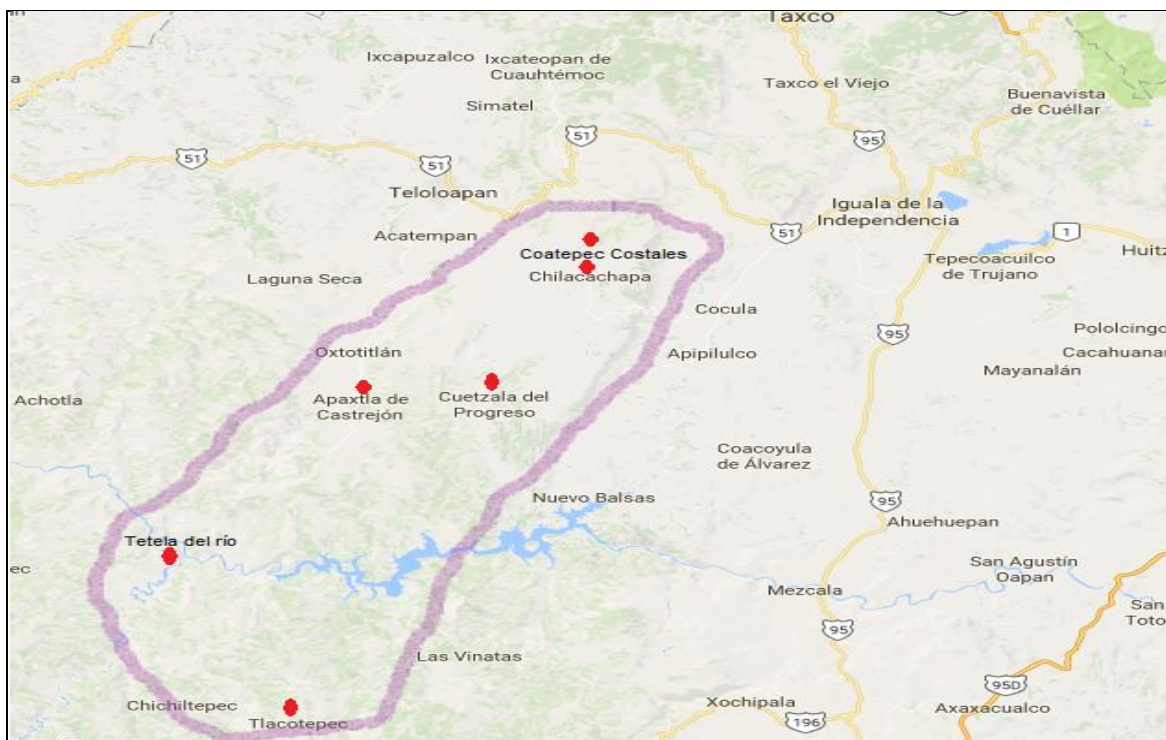 Taxco
Ixcapuzalco
Ixcateopan de
Cuauhtémoc
Taxco el Viejo
Simatel
Buenavista
de Cuéllar
51
51
51
95
Teloloapan
Iguala de la
Independencia
Acatempan
51
1
Coatepec Costales
Chilacachapa
Tepecoacuilco
de Trujano
Huitz
Laguna Seca
Cocula
95
Pololcingo
Oxtotitlán
Apipilulco
Cacahuanan
Mayanalán
Achotla
Apaxtla de
Castrejón
Cuetzala del
Progreso
Coacoyula
de Álvarez
Nuevo Balsas
95
Ahuehuepan
Tetela del río
ec
San Agustín
Oapan
Mezcala
San
Toto
95
Las Vinatas
95D
Chichiltepec
Tlacotepec
Xochipala
196
Axaxacualco